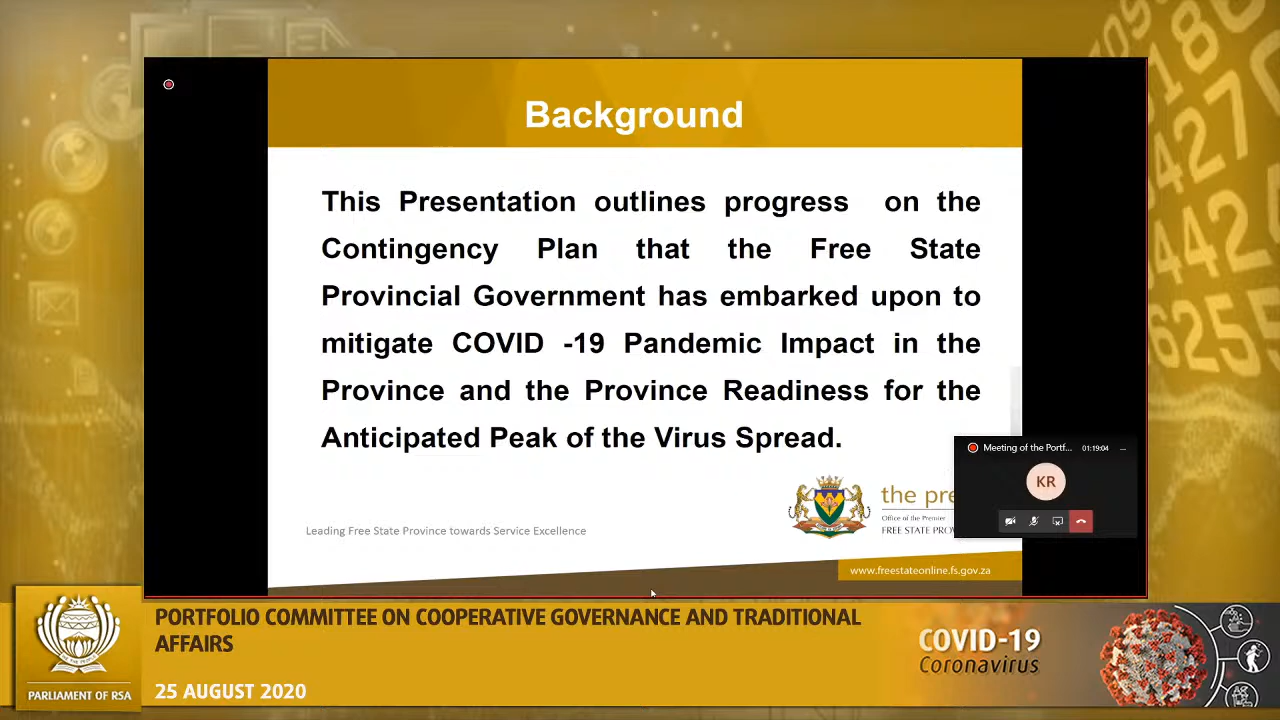 Background
This Presentation outlines progress on the
Contingency Plan that the Free State
Provincial Government has embarked upon to
mitigate COVID -19 Pandemic Impact in the
Province and the Province Readiness for the
Anticipated Peak of the Virus Spread.
Meeting of the Portf... 01:19:04 ...
KR
the pre
Office of the Premier
FREE STATE PROV
Leading Free State Province towards Service Excellence
www.freestateonline.fs.gov.za
PORTFOLIO COMMITTEE ON COOPERATIVE GOVERNANCE AND TRADITIONAL
AFFAIRS
25 AUGUST 2020
PARLIAMENT OF RSA
COVID-19
Coronavirus